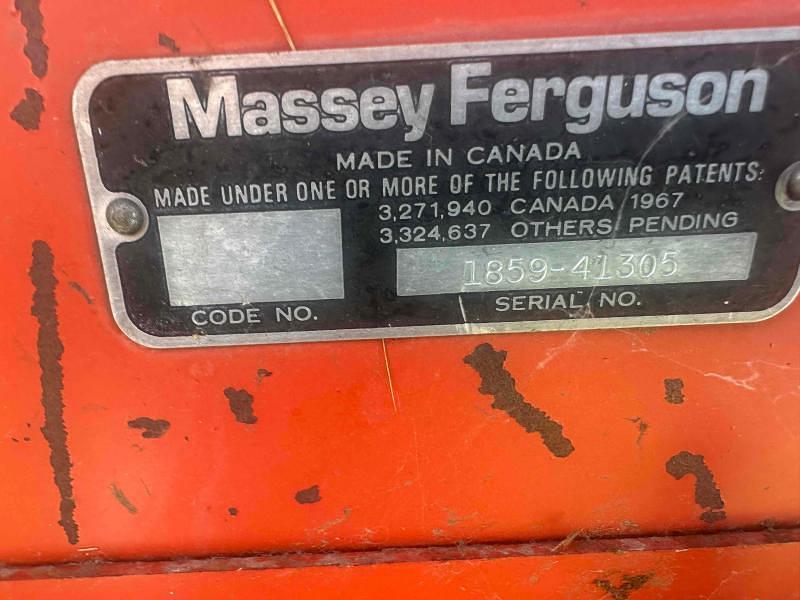 Massey Ferguson
MADE IN CANADA
MADE UNDER ONE OR MORE OF THE FOLLOWING PATENTS:
3,271,940 CANADA 1967
3,324,637 OTHERS PENDING
1859-41305
CODE NO.
SERIAL NO.